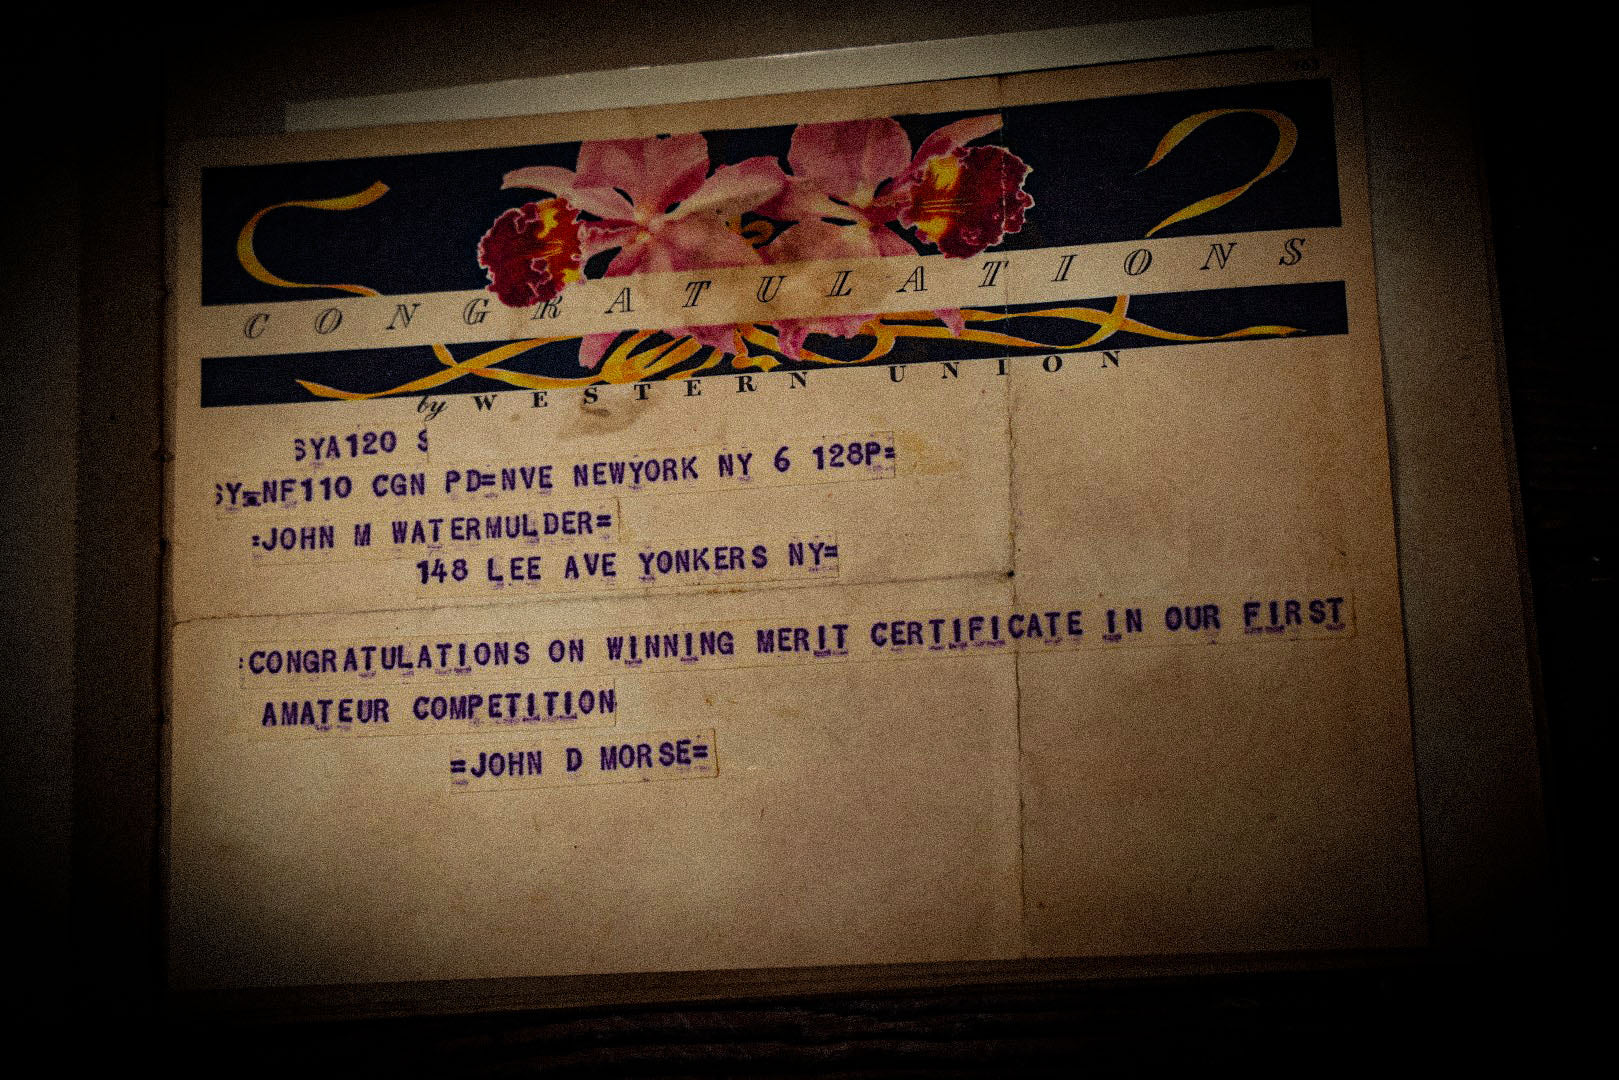 CONGRATULATIONS
by WESTERN UNION
SYA120 S
SY=NF110 CGN PD=NVE NEWYORK NY 6 128P=
:JOHN M WATERMULDER=
148 LEE AVE YONKERS NY=
:CONGRATULATIONS ON WINNING MERIT CERTIFICATE IN OUR FIRST
AMATEUR COMPETITION
=JOHN D MORSE=